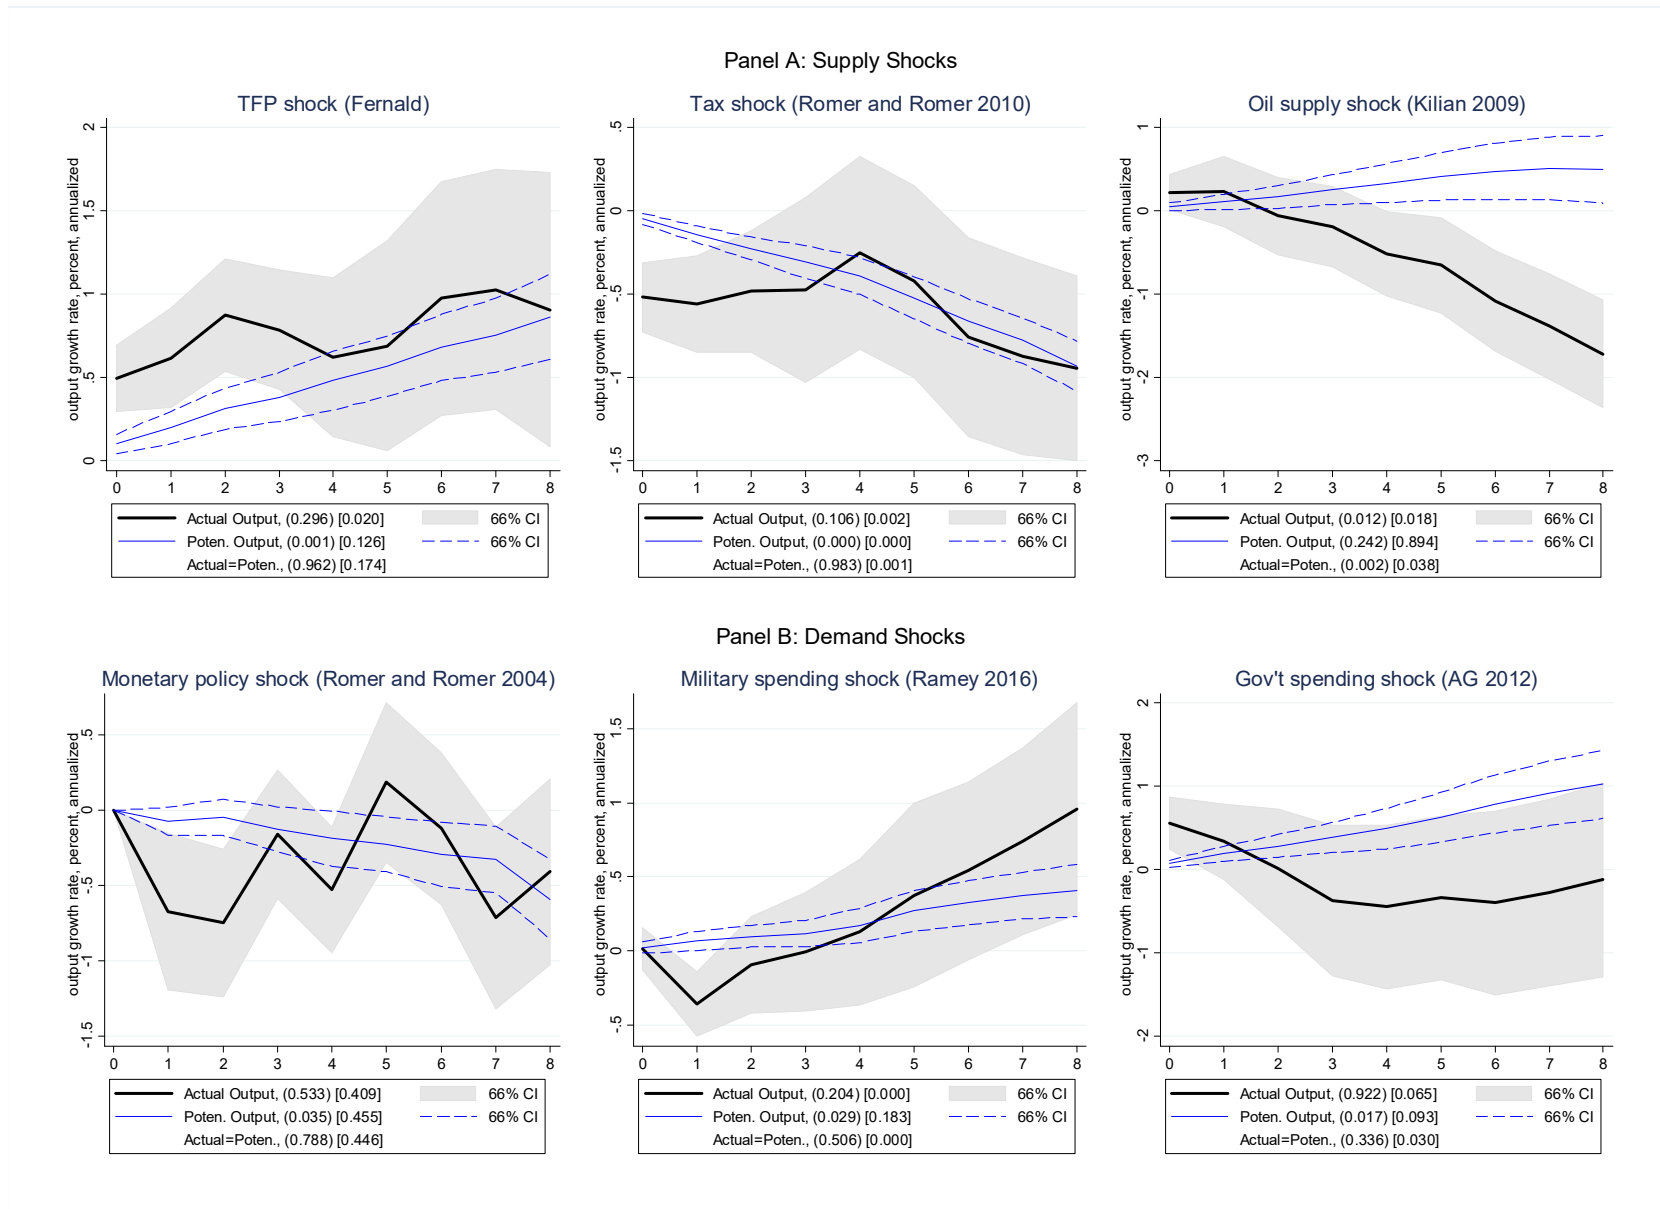 Panel A: Supply Shocks
TFP shock (Fernald)
output growth rate, percent, annualized
2
1.5
1
.5
0
0 1 2 3 4 5 6 7 8
Actual Output, (0.296) [0.020] 66% CI
Poten. Output, (0.001) [0.126] 66% CI
Actual=Poten., (0.962) [0.174]
Tax shock (Romer and Romer 2010)
output growth rate, percent, annualized
.5
0
-.5
-1
-1.5
0 1 2 3 4 5 6 7 8
Actual Output, (0.106) [0.002] 66% CI
Poten. Output, (0.000) [0.000] 66% CI
Actual=Poten., (0.983) [0.001]
Oil supply shock (Kilian 2009)
output growth rate, percent, annualized
1
0
-1
-2
-3
0 1 2 3 4 5 6 7 8
Actual Output, (0.012) [0.018] 66% CI
Poten. Output, (0.242) [0.894] 66% CI
Actual=Poten., (0.002) [0.038]
Panel B: Demand Shocks
Monetary policy shock (Romer and Romer 2004)
output growth rate, percent, annualized
.5
0
-.5
-1
-1.5
0 1 2 3 4 5 6 7 8
Actual Output, (0.533) [0.409] 66% CI
Poten. Output, (0.035) [0.455] 66% CI
Actual=Poten., (0.788) [0.446]
Military spending shock (Ramey 2016)
output growth rate, percent, annualized
1.5
1
.5
0
-.5
0 1 2 3 4 5 6 7 8
Actual Output, (0.204) [0.000] 66% CI
Poten. Output, (0.029) [0.183] 66% CI
Actual=Poten., (0.506) [0.000]
Gov't spending shock (AG 2012)
output growth rate, percent, annualized
2
1
0
-1
-2
0 1 2 3 4 5 6 7 8
Actual Output, (0.922) [0.065] 66% CI
Poten. Output, (0.017) [0.093] 66% CI
Actual=Poten., (0.336) [0.030]